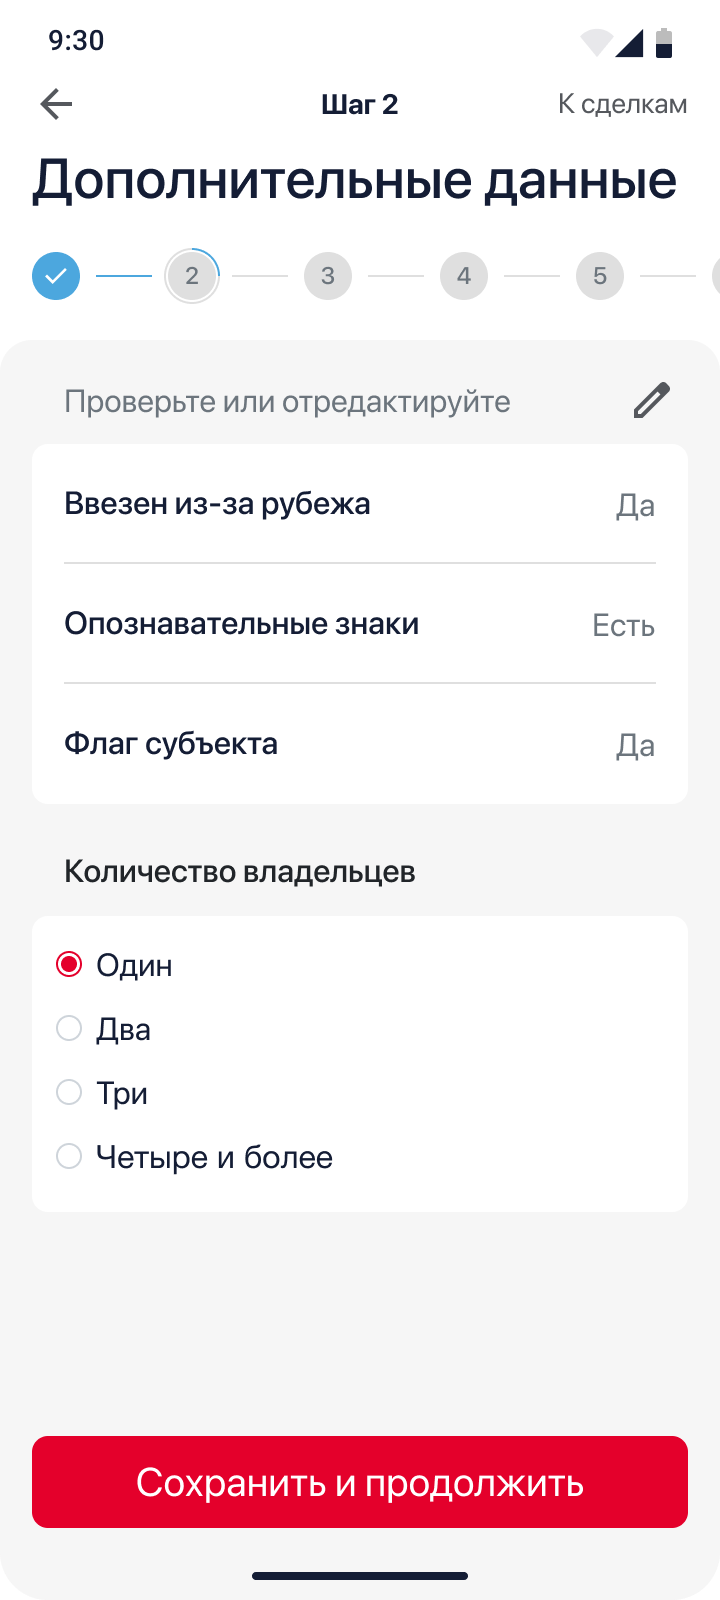 9:30
Шаг 2
К сделкам
Дополнительные данные
2 3 4 5
Проверьте или отредактируйте
Ввезен из-за рубежа Да
Опознавательные знаки Есть
Флаг субъекта Да
Количество владельцев
Один
Два
Три
Четыре и более
Сохранить и продолжить